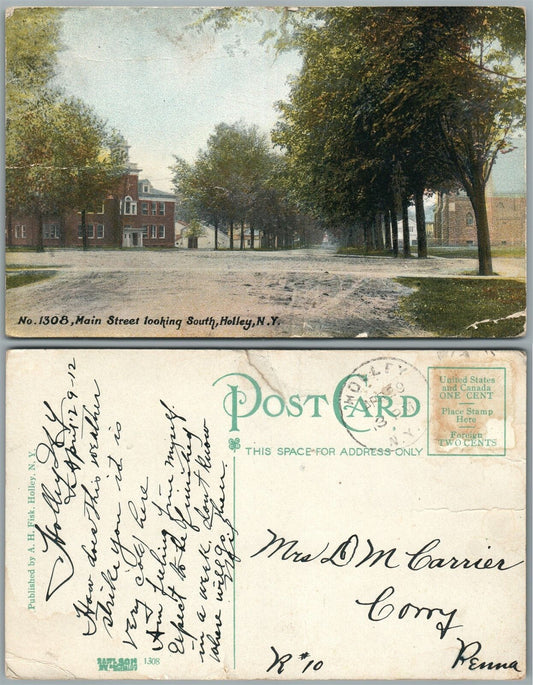 No. 1308, Main Street looking South, Holley, N.Y.
POST CARD
THIS SPACE FOR ADDRESS ONLY
HOLLEY
N.Y.
United States
and Canada
ONE CENT
Place Stamp
Here
Foreign
TWO CENTS
Published by A. H. Fisk, Holley, N. Y.
1308
Holley N Y
April 29-12
How does this weather
strike you it is
very cold here
Am feeling fine myself
Expect to be finished
in a week. Don't know
where will go then
Mrs D M Carrier
Corry
R #10 Penna